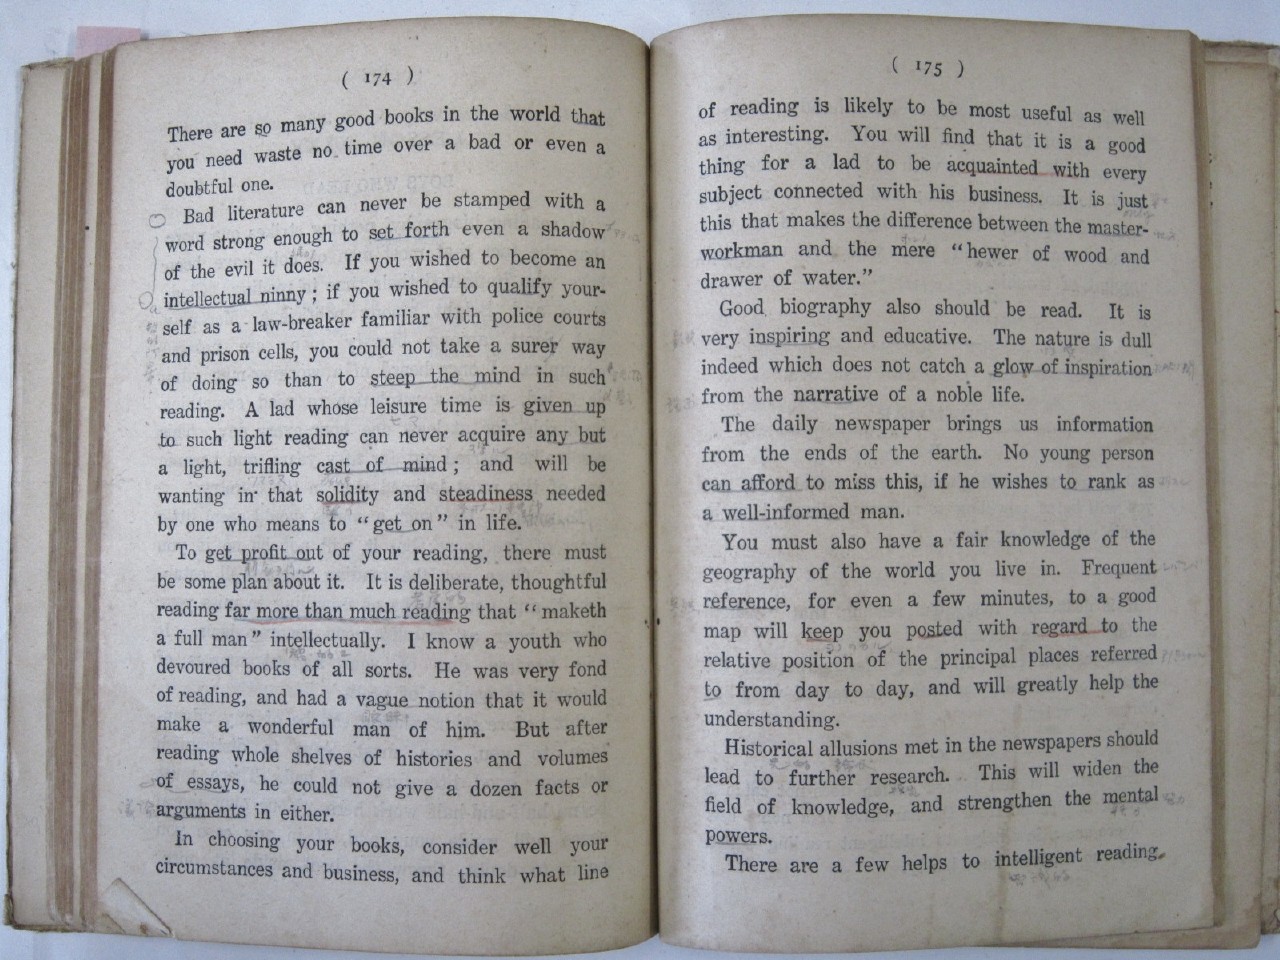 ( 174 )
There are so many good books in the world that
you need waste no time over a bad or even a
doubtful one.
Bad literature can never be stamped with a
word strong enough to set forth even a shadow
of the evil it does. If you wished to become an
intellectual ninny ; if you wished to qualify your-
self as a law-breaker familiar with police courts
and prison cells, you could not take a surer way
of doing so than to steep the mind in such
reading. A lad whose leisure time is given up
to such light reading can never acquire any but
a light, trifling cast of mind ; and will be
wanting in that solidity and steadiness needed
by one who means to “get on” in life.
To get profit out of your reading, there must
be some plan about it. It is deliberate, thoughtful
reading far more than much reading that “maketh
a full man” intellectually. I know a youth who
devoured books of all sorts. He was very fond
of reading, and had a vague notion that it would
make a wonderful man of him. But after
reading whole shelves of histories and volumes
of essays, he could not give a dozen facts or
arguments in either.
In choosing your books, consider well your
circumstances and business, and think what line
( 175 )
of reading is likely to be most useful as well
as interesting. You will find that it is a good
thing for a lad to be acquainted with every
subject connected with his business. It is just
this that makes the difference between the master-
workman and the mere “hewer of wood and
drawer of water.”
Good biography also should be read. It is
very inspiring and educative. The nature is dull
indeed which does not catch a glow of inspiration
from the narrative of a noble life.
The daily newspaper brings us information
from the ends of the earth. No young person
can afford to miss this, if he wishes to rank as
a well-informed man.
You must also have a fair knowledge of the
geography of the world you live in. Frequent
reference, for even a few minutes, to a good
map will keep you posted with regard to the
relative position of the principal places referred
to from day to day, and will greatly help the
understanding.
Historical allusions met in the newspapers should
lead to further research. This will widen the
field of knowledge, and strengthen the mental
powers.
There are a few helps to intelligent reading.